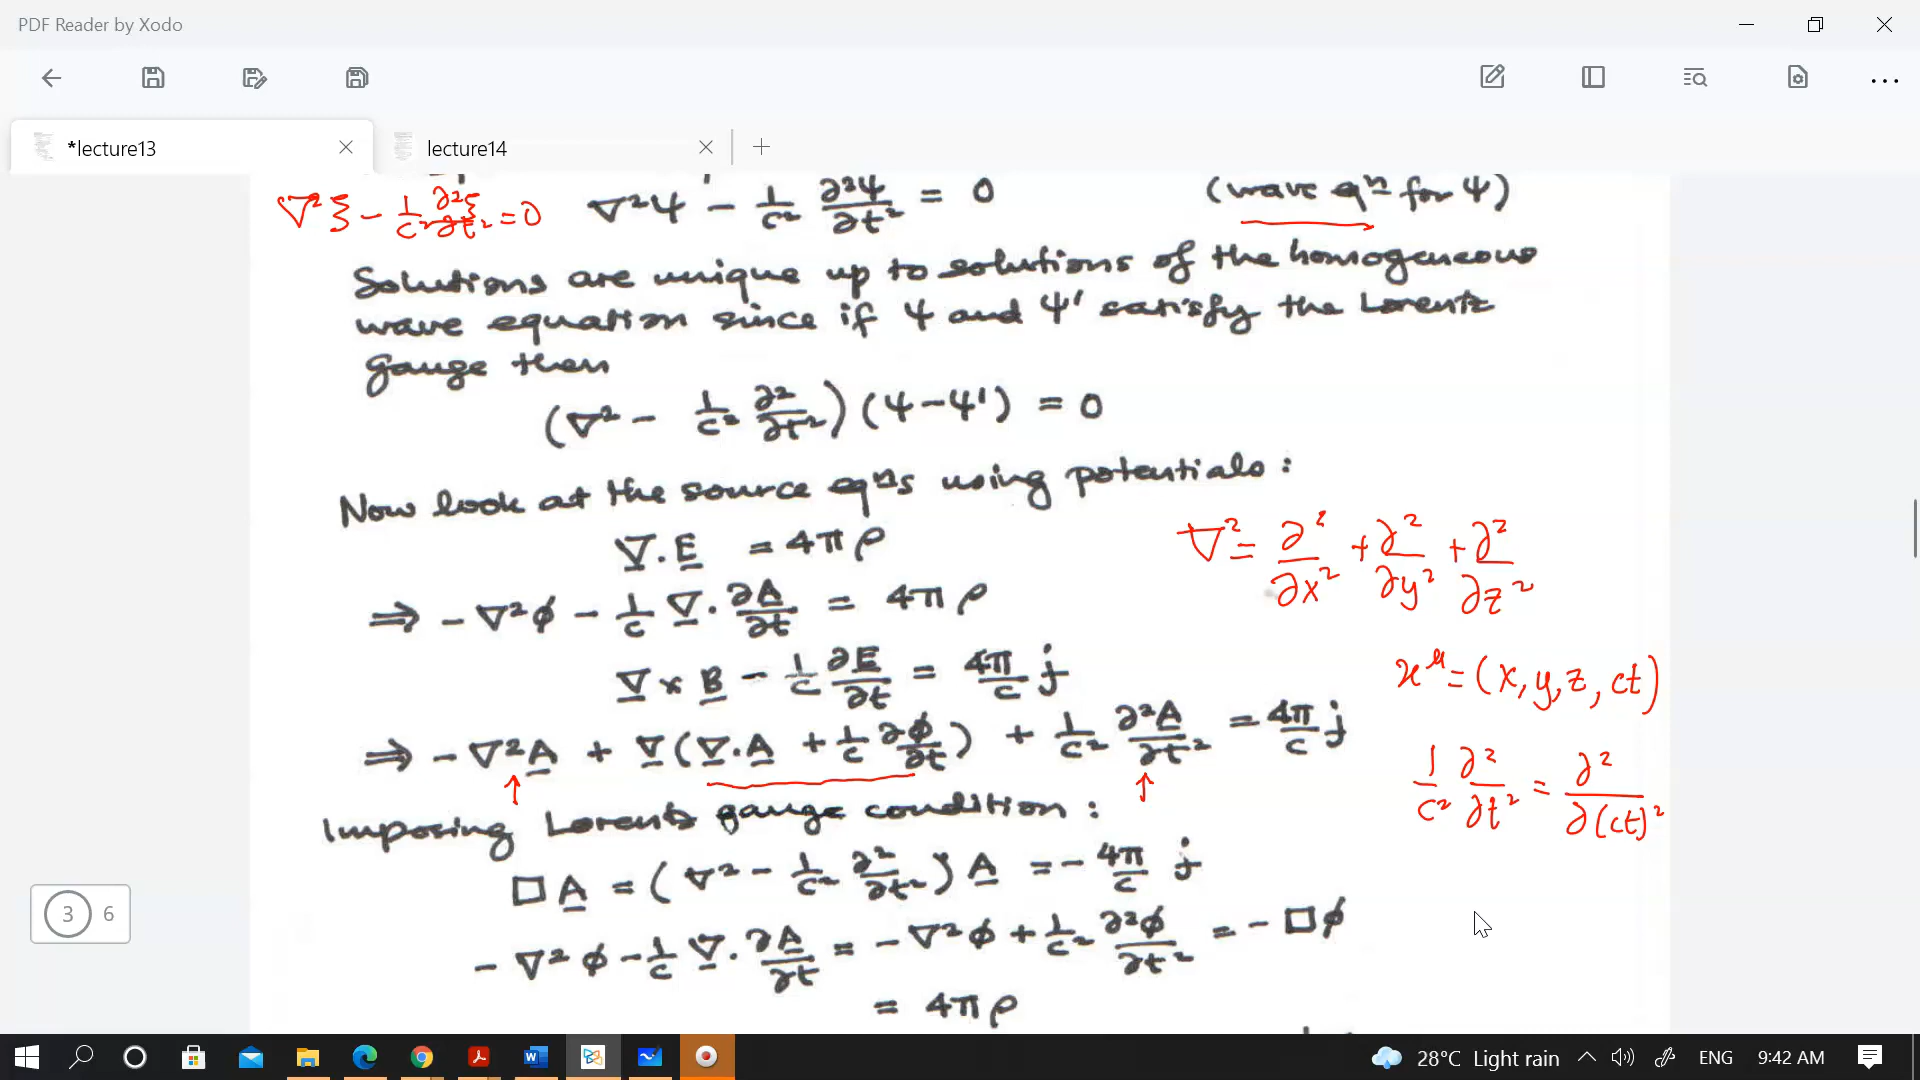 PDF Reader by Xodo
*lecture13
lecture14
∇²ξ - 1/c² ∂²ξ/∂t² = 0
∇²ψ - 1/c² ∂²ψ/∂t² = 0 (wave eqⁿ for ψ)
Solutions are unique up to solutions of the homogeneous
wave equation since if ψ and ψ' satisfy the Lorentz
gauge then
(∇² - 1/c² ∂²/∂t²) (ψ-ψ') = 0
Now look at the source eqⁿs using potentials :
∇.E = 4πρ
∇² = ∂²/∂x² + ∂²/∂y² + ∂²/∂z²
⇒ -∇²φ - 1/c ∇. ∂A/∂t = 4πρ
∇×B - 1/c ∂E/∂t = 4π/c j
x^μ = (x, y, z, ct)
⇒ -∇²A + ∇(∇.A + 1/c ∂φ/∂t) + 1/c² ∂²A/∂t² = 4π/c j
1/c² ∂²/∂t² = ∂²/∂(ct)²
Imposing Lorentz gauge condition :
□A = (∇² - 1/c² ∂²/∂t²) A = - 4π/c j
-∇²φ - 1/c ∇. ∂A/∂t = -∇²φ + 1/c² ∂²φ/∂t² = -□φ
= 4πρ
3 6
28°C Light rain ENG 9:42 AM